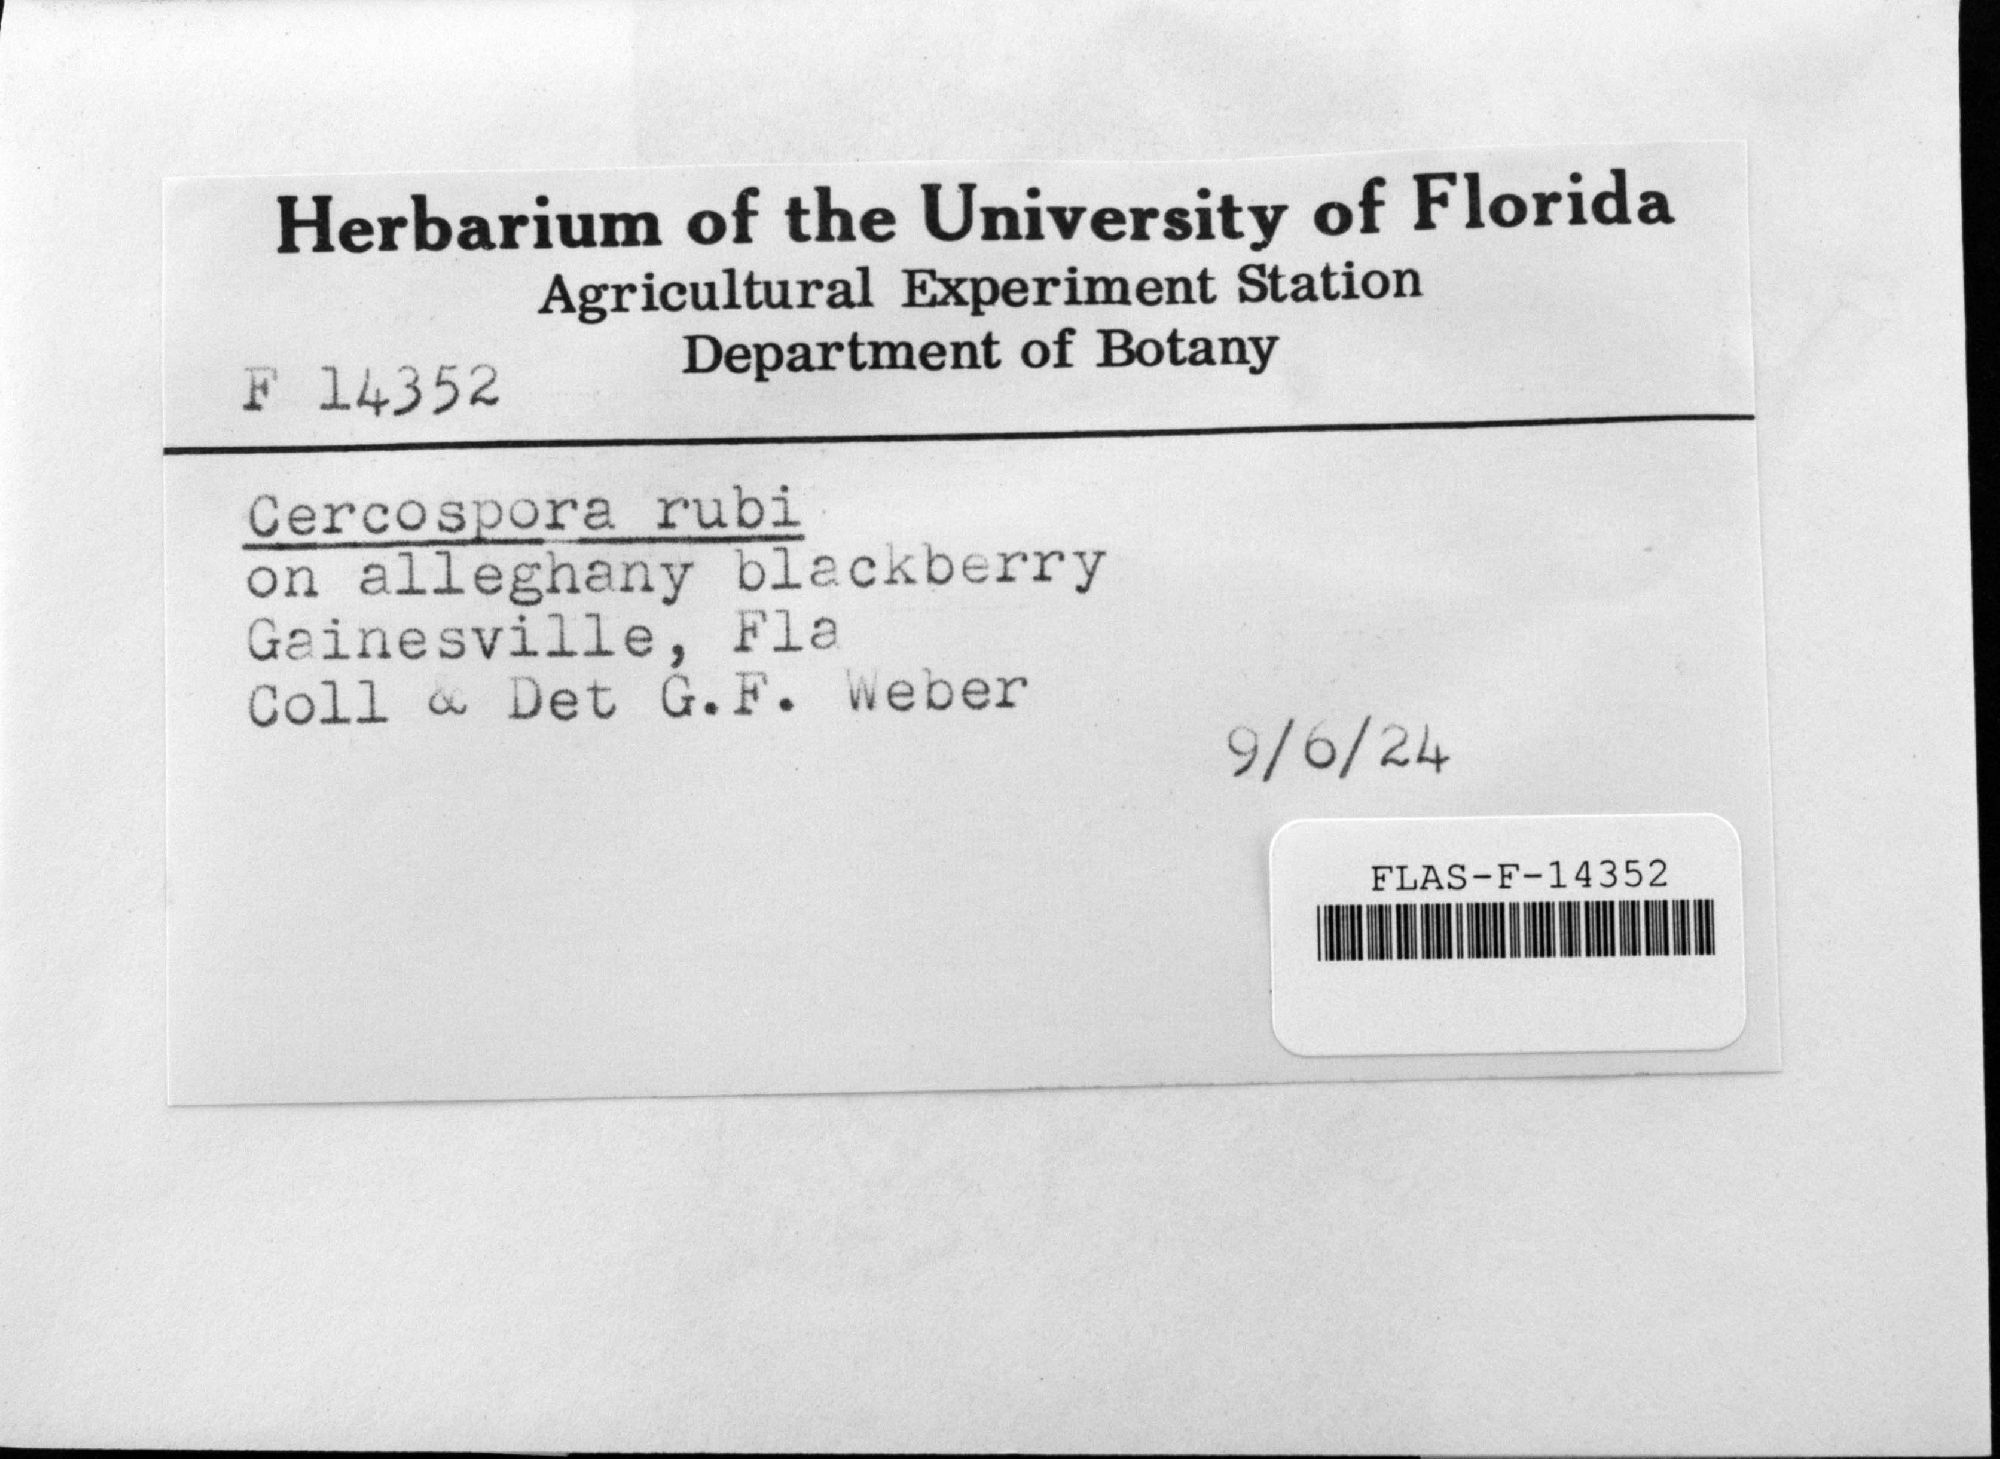 Herbarium of the University of Florida
Agricultural Experiment Station
Department of Botany
F 14352
Cercospora rubi
on alleghany blackberry
Gainesville, Fla
Coll & Det G.F. Weber
9/6/24
FLAS-F-14352